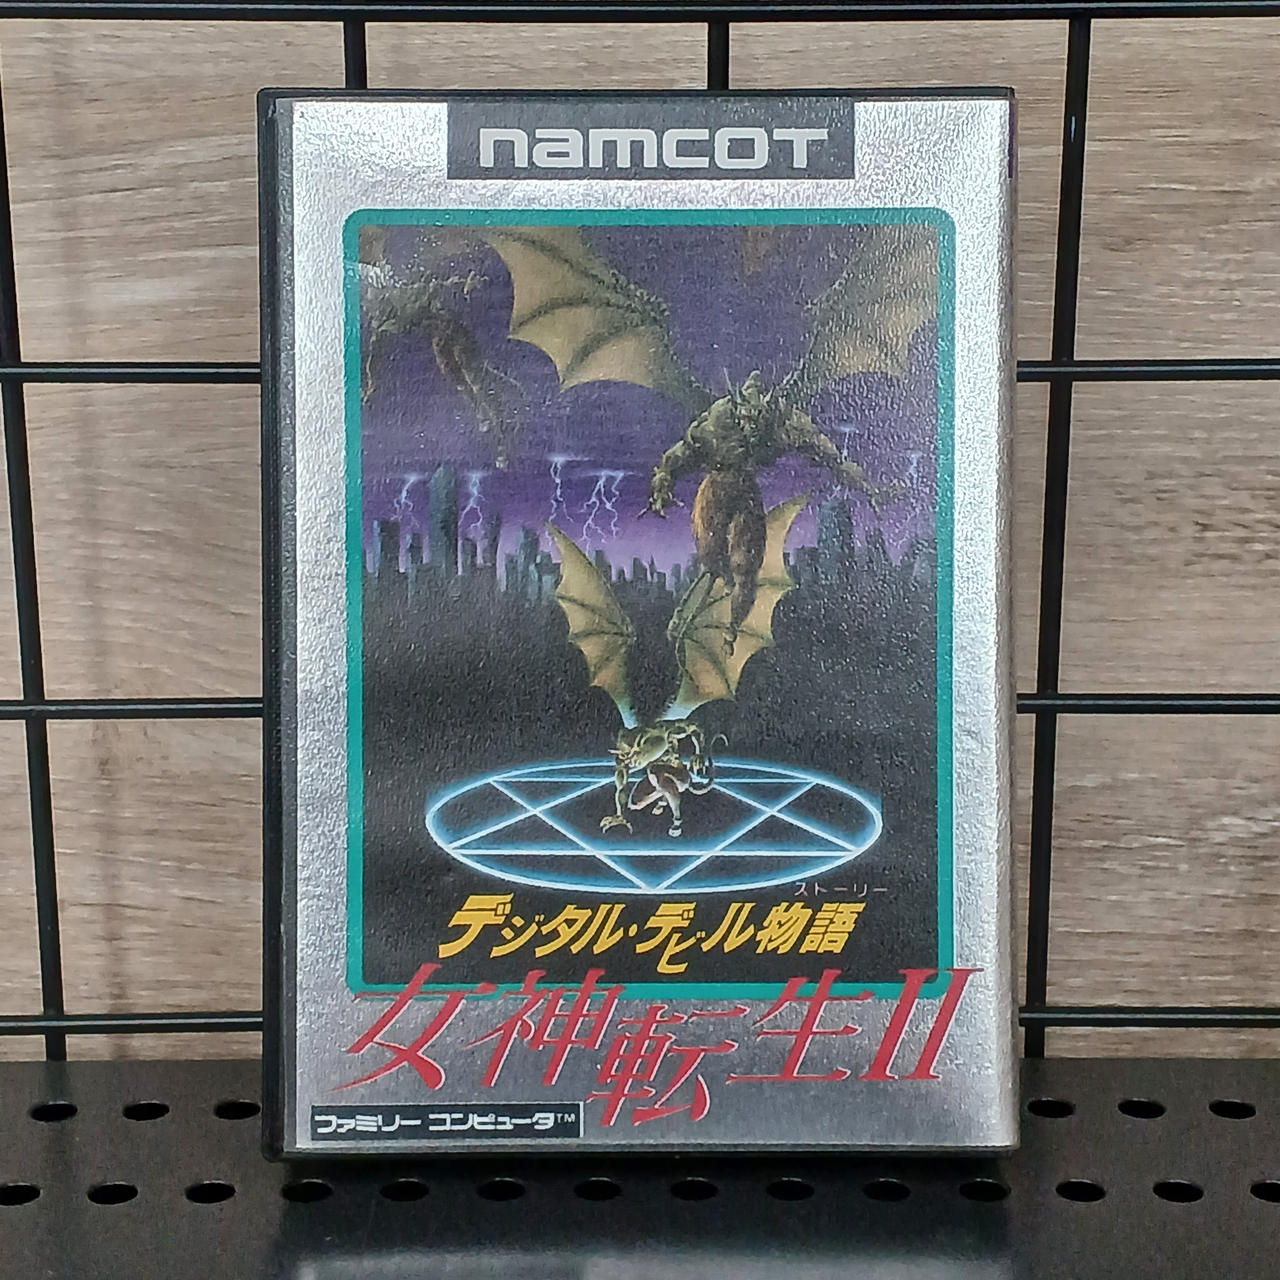 namcot
ストーリー
デジタル・デビル物語
女神転生II
ファミリー コンピュータ™